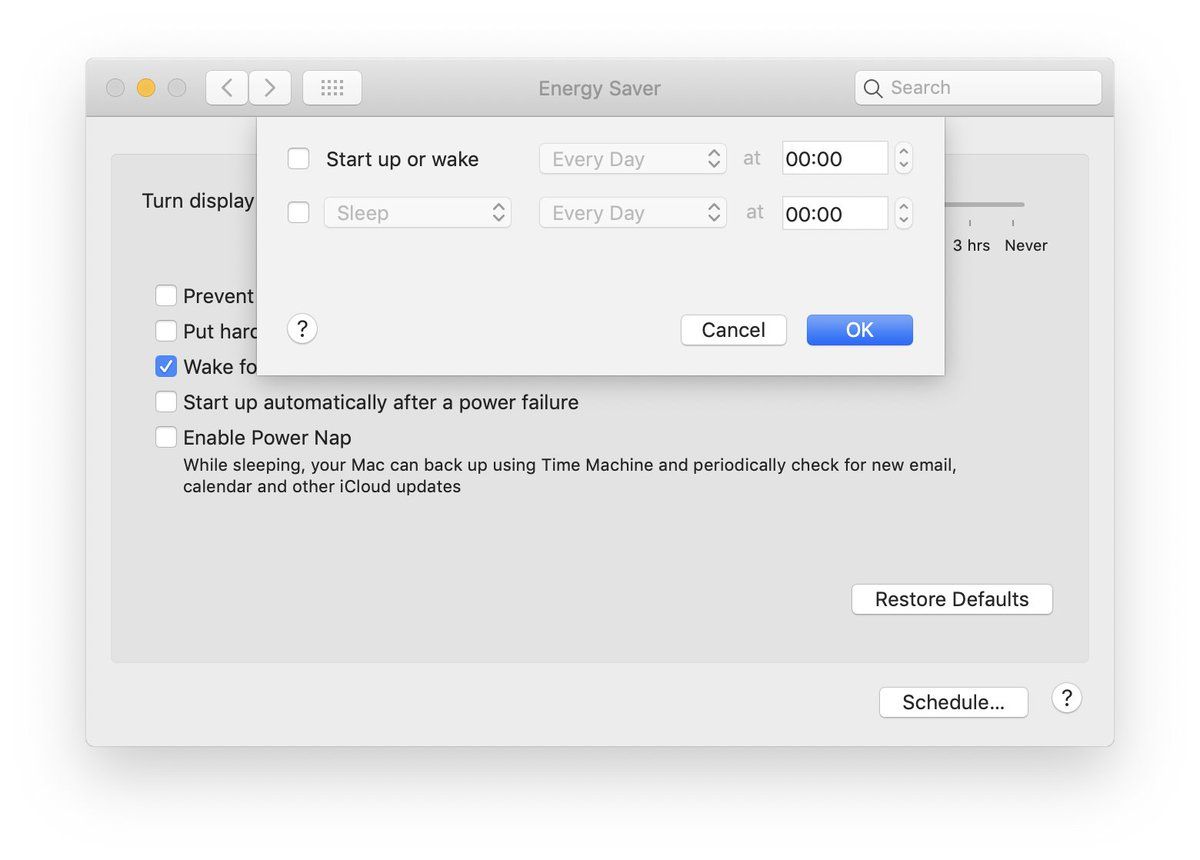 Energy Saver
Search
Start up or wake Every Day at 00:00
Sleep Every Day at 00:00
? Cancel OK
Turn display
3 hrs Never
Prevent
Put hard
Wake fo
Start up automatically after a power failure
Enable Power Nap
While sleeping, your Mac can back up using Time Machine and periodically check for new email,
calendar and other iCloud updates
Restore Defaults
Schedule... ?